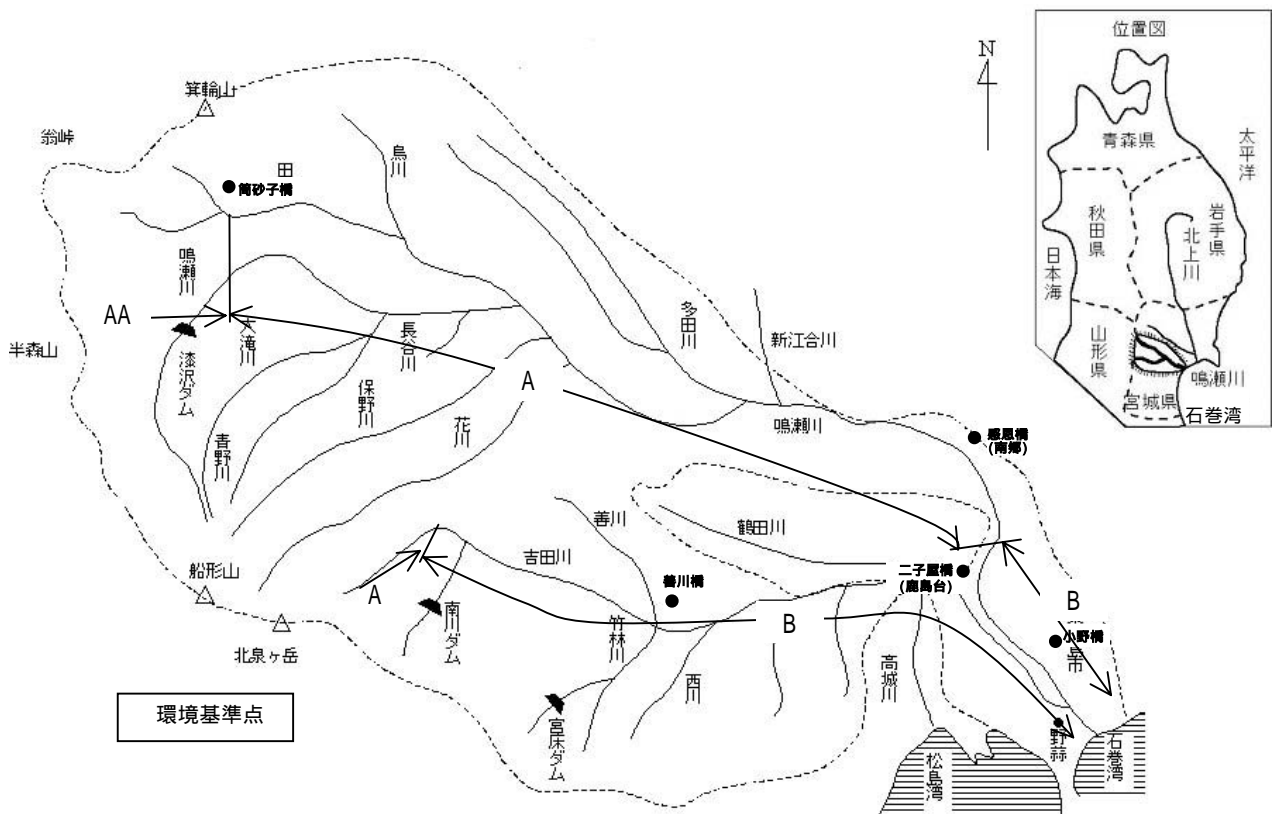 位置図
N
箕輪山
翁峠
青森県
太平洋
鳥川
田
筒砂子橋
秋田県
岩手県
北上川
日本海
鳴瀬川
AA
大滝川
長谷川
多田川
新江合川
半森山
漆沢ダム
山形県
鳴瀬川
宮城県
石巻湾
A
保野川
花川
青野川
鳴瀬川
感恩橋
(南郷)
善川
鶴田川
吉田川
船形山
善川橋
二子屋橋
(鹿島台)
A
南川ダム
B
B
竹林川
小野橋
市
北泉ヶ岳
西川
高城川
環境基準点
宮床ダム
野蒜
石巻湾
松島湾